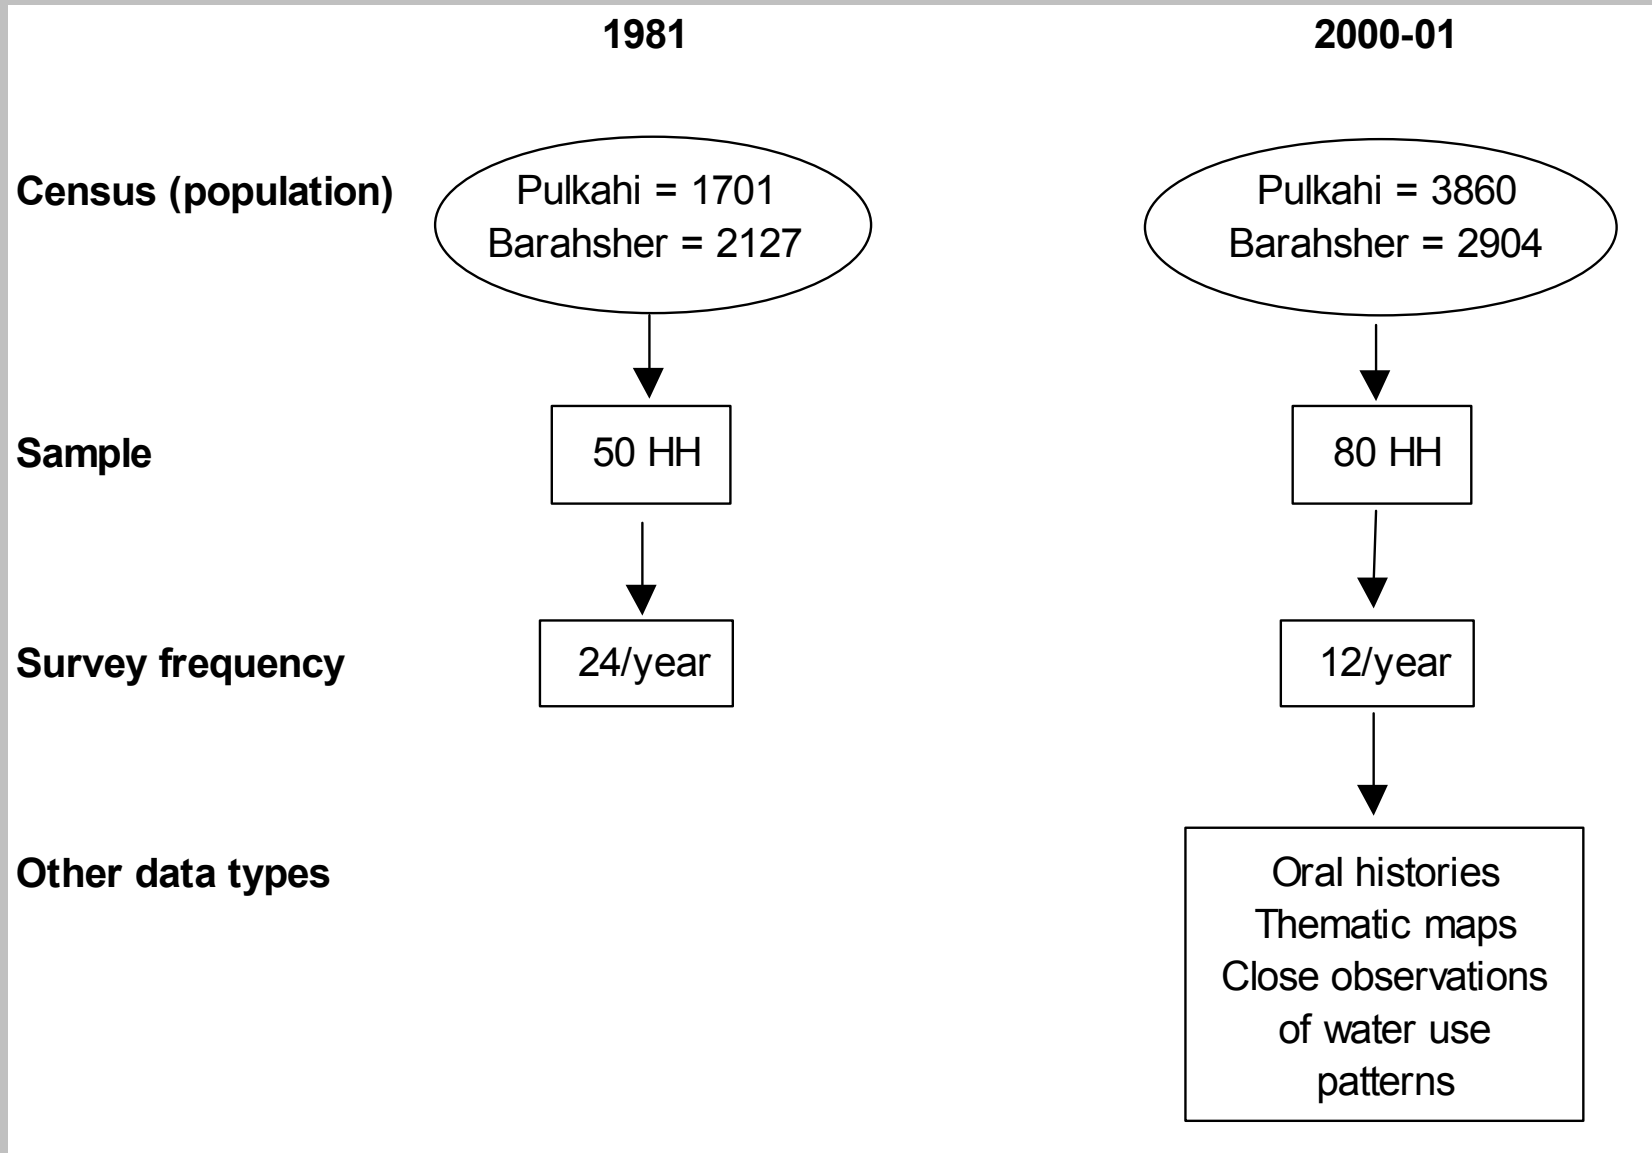 1981
2000-01
Census (population)
Pulkahi = 1701
Barahsher = 2127
Pulkahi = 3860
Barahsher = 2904
Sample
50 HH
80 HH
Survey frequency
24/year
12/year
Other data types
Oral histories
Thematic maps
Close observations
of water use
patterns